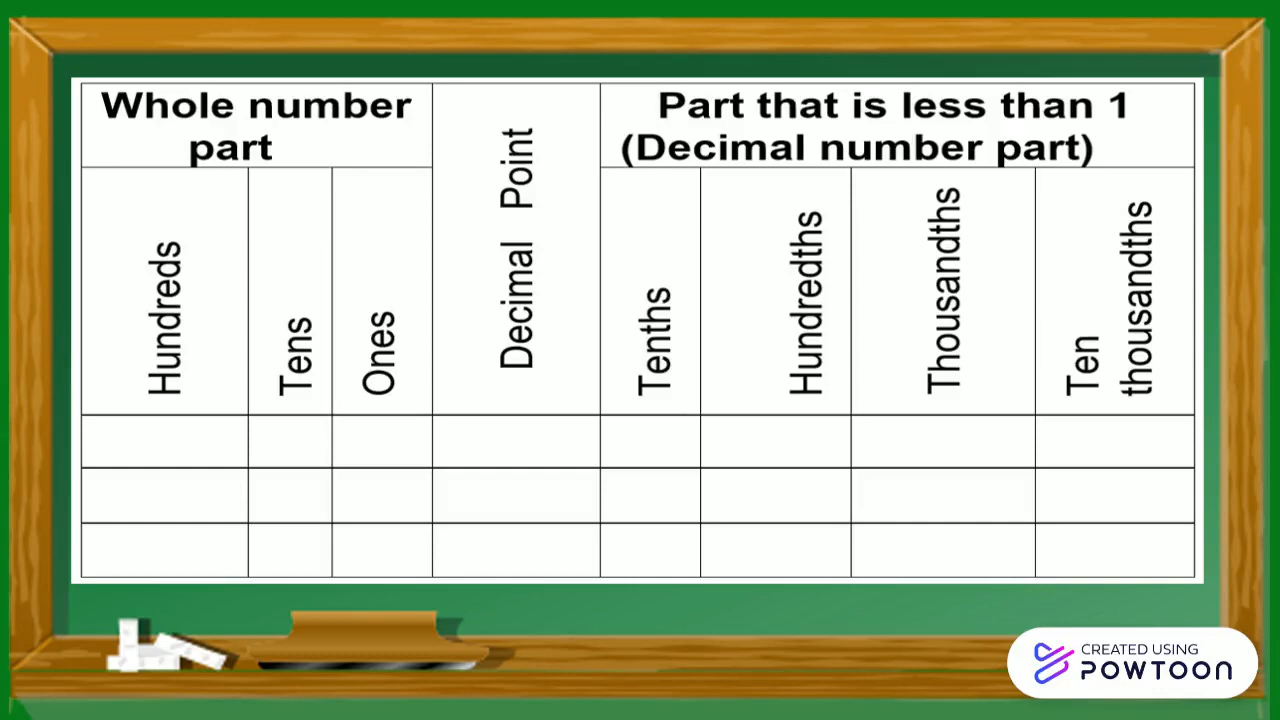 Whole number
part
Decimal Point
Part that is less than 1
(Decimal number part)
Hundreds
Tens
Ones
Tenths
Hundredths
Thousandths
Ten
thousandths
CREATED USING
POWTOON